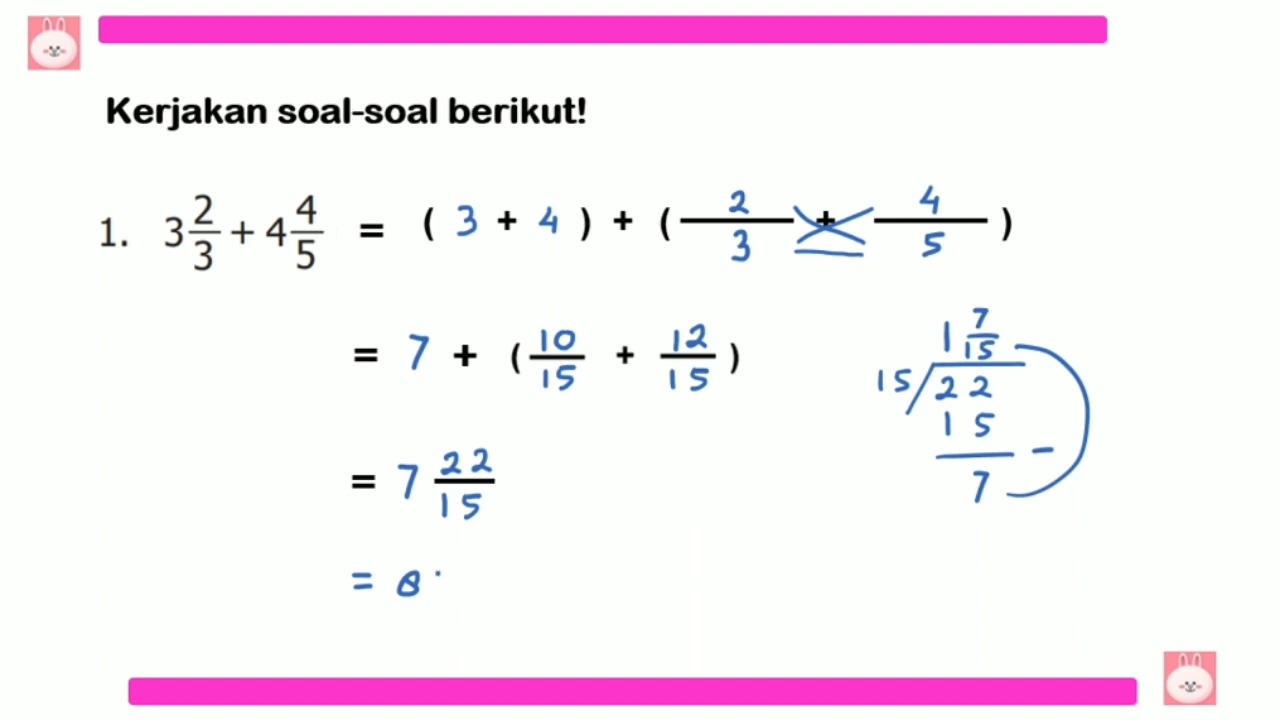 Kerjakan soal-soal berikut!
1. 3 2/3 + 4 4/5 = ( 3 + 4 ) + ( 2/3 + 4/5 )
= 7 + ( 10/15 + 12/15 )
= 7 22/15
= 8
1 7/15
15 / 22
15 −
7